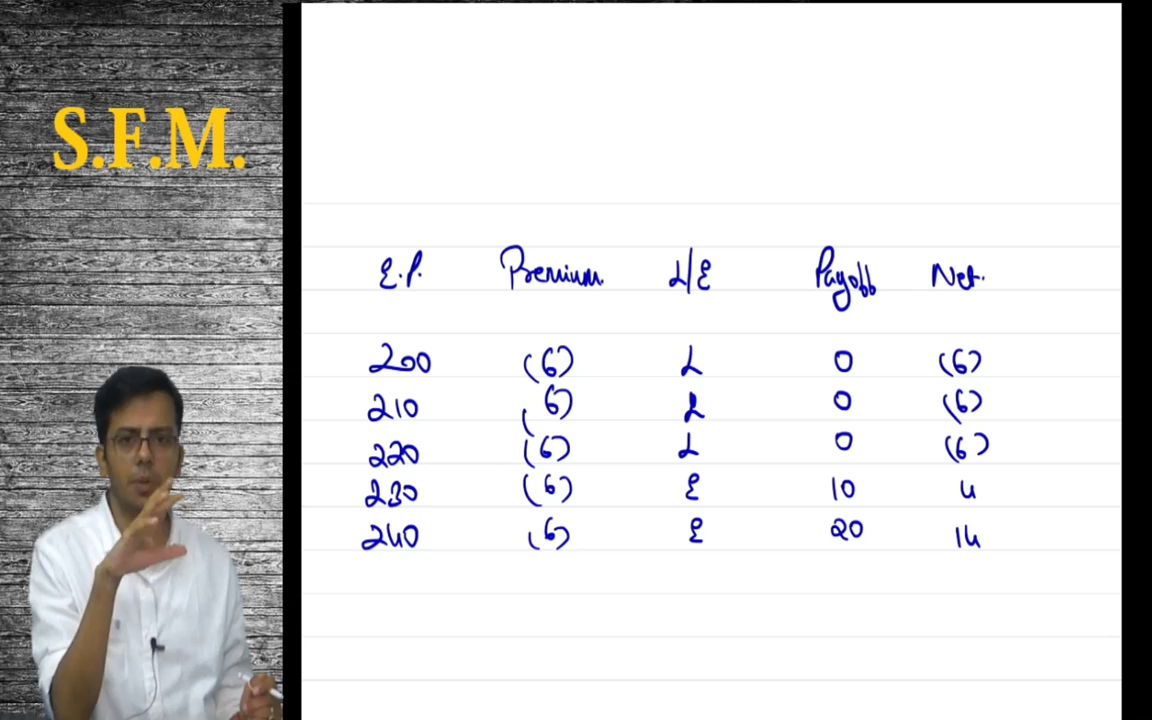 S.F.M.
E.P. Premium L/E Payoff Net.
200 (6) L 0 (6)
210 (6) L 0 (6)
220 (6) L 0 (6)
230 (6) E 10 4
240 (6) E 20 14